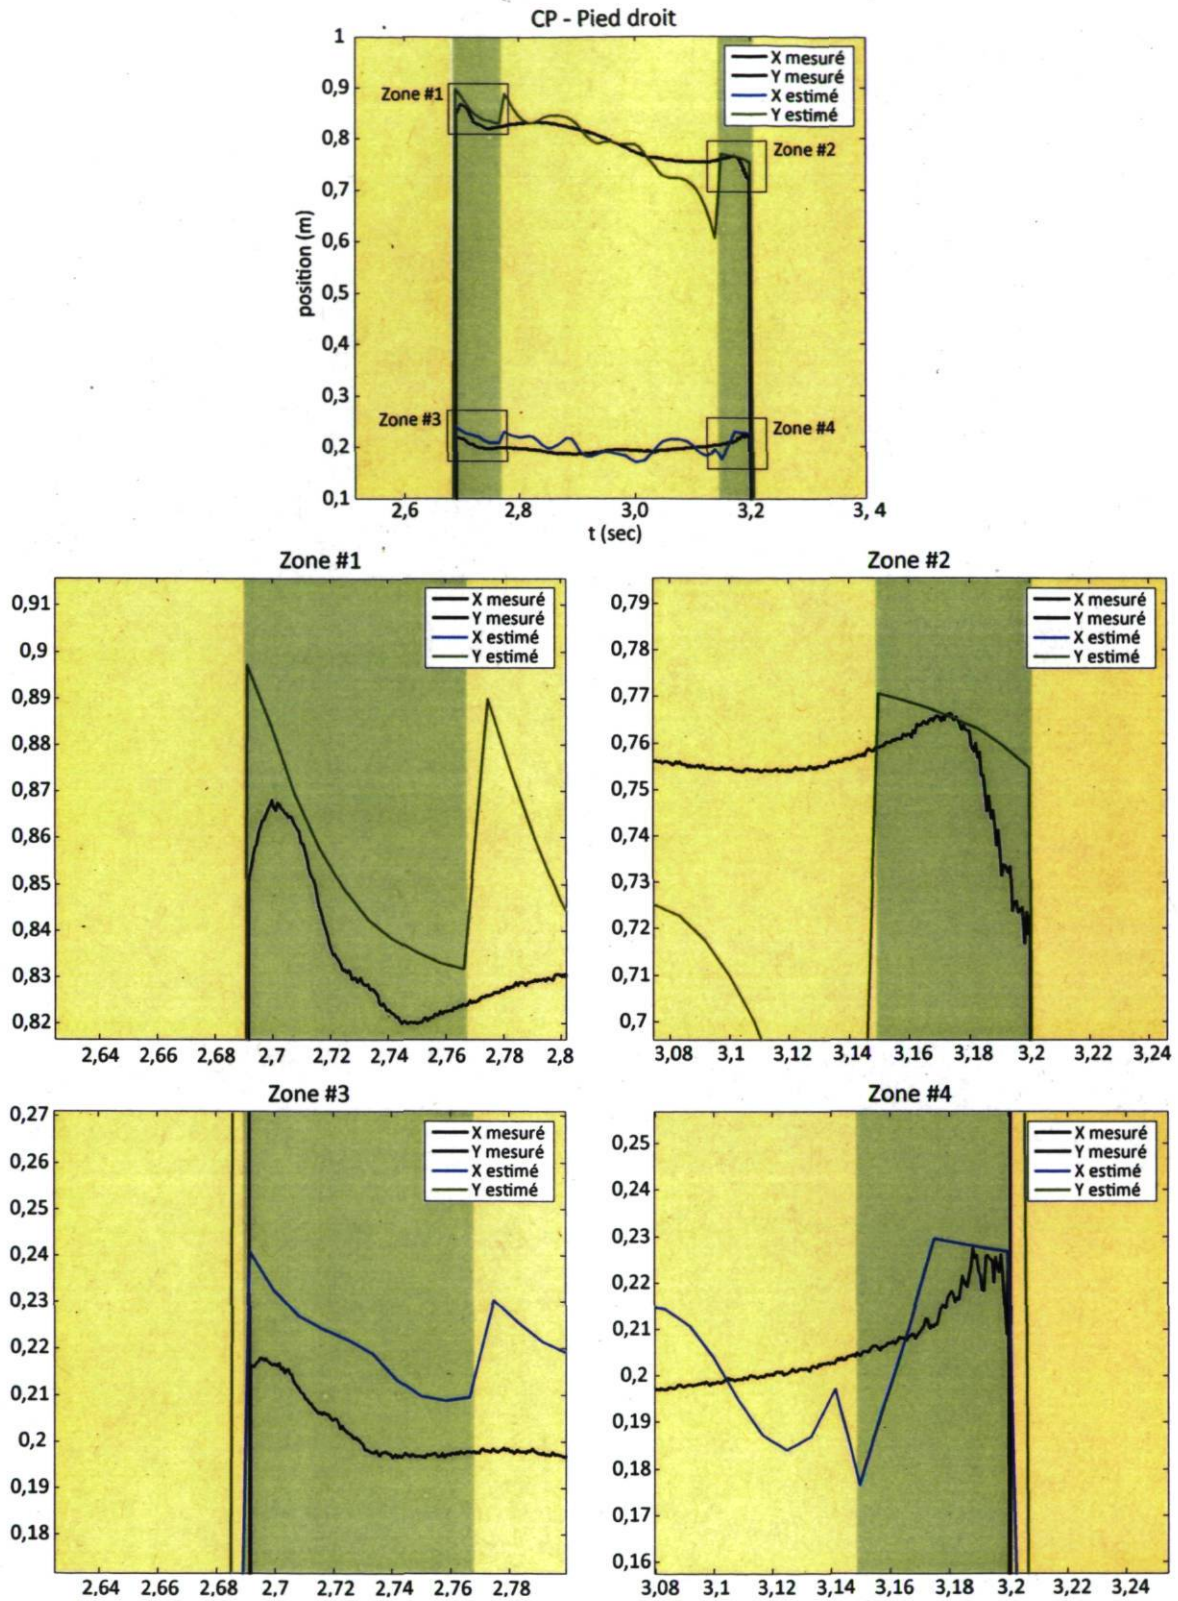 CP - Pied droit
1
0,9
0,8
0,7
0,6
0,5
0,4
0,3
0,2
0,1
position (m)
Zone #1
Zone #2
Zone #3
Zone #4
X mesuré
Y mesuré
X estimé
Y estimé
2,6 2,8 3,0 3,2 3, 4
t (sec)
Zone #1
0,91
0,9
0,89
0,88
0,87
0,86
0,85
0,84
0,83
0,82
X mesuré
Y mesuré
X estimé
Y estimé
2,64 2,66 2,68 2,7 2,72 2,74 2,76 2,78 2,8
Zone #2
0,79
0,78
0,77
0,76
0,75
0,74
0,73
0,72
0,71
0,7
X mesuré
Y mesuré
X estimé
Y estimé
3,08 3,1 3,12 3,14 3,16 3,18 3,2 3,22 3,24
Zone #3
0,27
0,26
0,25
0,24
0,23
0,22
0,21
0,2
0,19
0,18
X mesuré
Y mesuré
X estimé
Y estimé
2,64 2,66 2,68 2,7 2,72 2,74 2,76 2,78
Zone #4
0,25
0,24
0,23
0,22
0,21
0,2
0,19
0,18
0,17
0,16
X mesuré
Y mesuré
X estimé
Y estimé
3,08 3,1 3,12 3,14 3,16 3,18 3,2 3,22 3,24